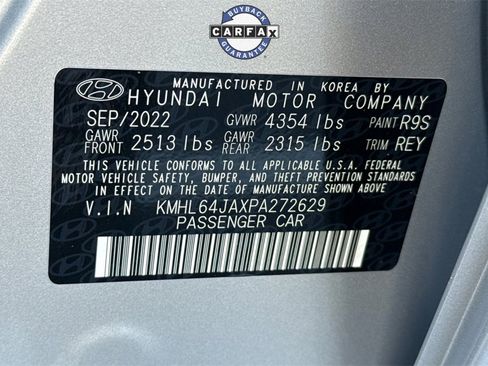 BUYBACK
CARFAX
GUARANTEE
MANUFACTURED IN KOREA BY
HYUNDAI MOTOR COMPANY
SEP/2022 GVWR 4354 lbs PAINT R9S
GAWR FRONT 2513 lbs GAWR REAR 2315 lbs TRIM REY
THIS VEHICLE CONFORMS TO ALL APPLICABLE U.S.A. FEDERAL
MOTOR VEHICLE SAFETY, BUMPER, AND THEFT PREVENTION STANDARDS
IN EFFECT ON THE DATE OF MANUFACTURE SHOWN ABOVE.
V.I.N KMHL64JAXPA272629
PASSENGER CAR